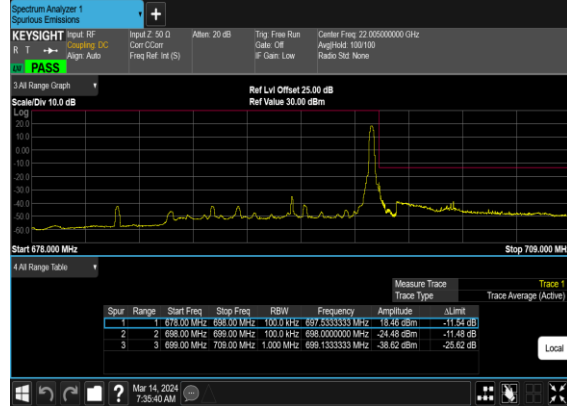 Spectrum Analyzer 1
Spurious Emissions
+
KEYSIGHT Input: RF Input Z: 50 Ω Atten: 20 dB Trig: Free Run Center Freq: 22.005000000 GHz
R T Coupling: DC Corr CCorr Gate: Off Avg|Hold: 100/100
Align: Auto Freq Ref: Int (S) IF Gain: Low Radio Std: None
PASS
3 All Range Graph
Ref Lvl Offset 25.00 dB
Scale/Div 10.0 dB Ref Value 30.00 dBm
Log
20.0
10.0
0.00
-10.0
-20.0
-30.0
-40.0
-50.0
-60.0
Start 678.000 MHz Stop 709.000 MH
4 All Range Table
Measure Trace Trace 1
Trace Type Trace Average (Active)
Spur Range Start Freq Stop Freq RBW Frequency Amplitude ΔLimit
1 1 678.00 MHz 698.00 MHz 100.0 kHz 697.5333333 MHz 18.46 dBm -11.54 dB
2 2 698.00 MHz 699.00 MHz 100.0 kHz 698.0000000 MHz -24.48 dBm -11.48 dB
3 3 699.00 MHz 709.00 MHz 1.000 MHz 699.1333333 MHz -38.62 dBm -25.62 dB
Local
? Mar 14, 2024
7:35:40 AM